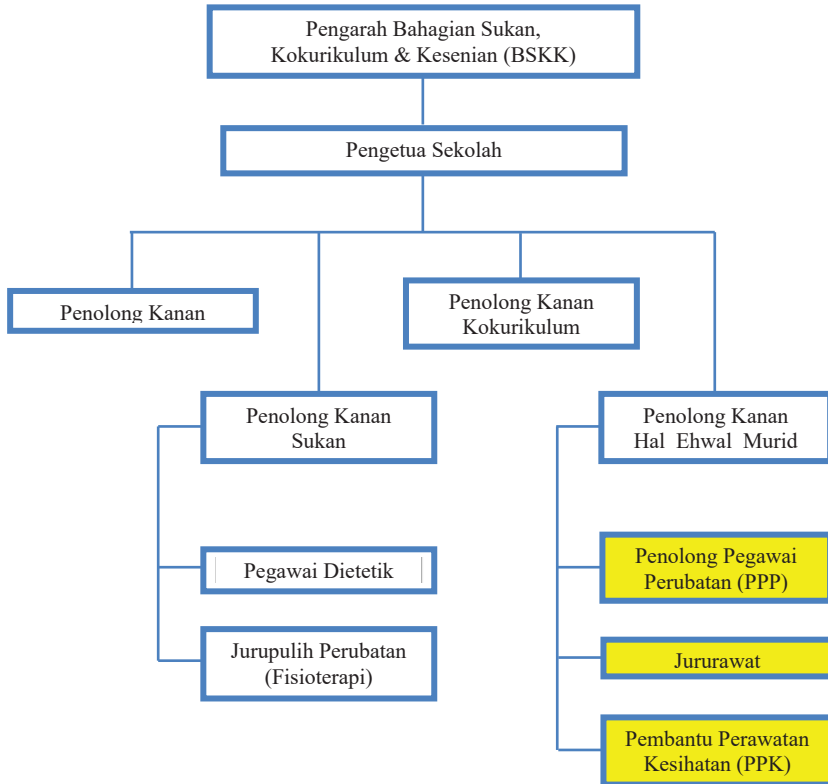 Pengarah Bahagian Sukan,
Kokurikulum & Kesenian (BSKK)
Pengetua Sekolah
Penolong Kanan
Penolong Kanan
Kokurikulum
Penolong Kanan
Sukan
Penolong Kanan
Hal Ehwal Murid
Pegawai Dietetik
Jurupulih Perubatan
(Fisioterapi)
Penolong Pegawai
Perubatan (PPP)
Jururawat
Pembantu Perawatan
Kesihatan (PPK)